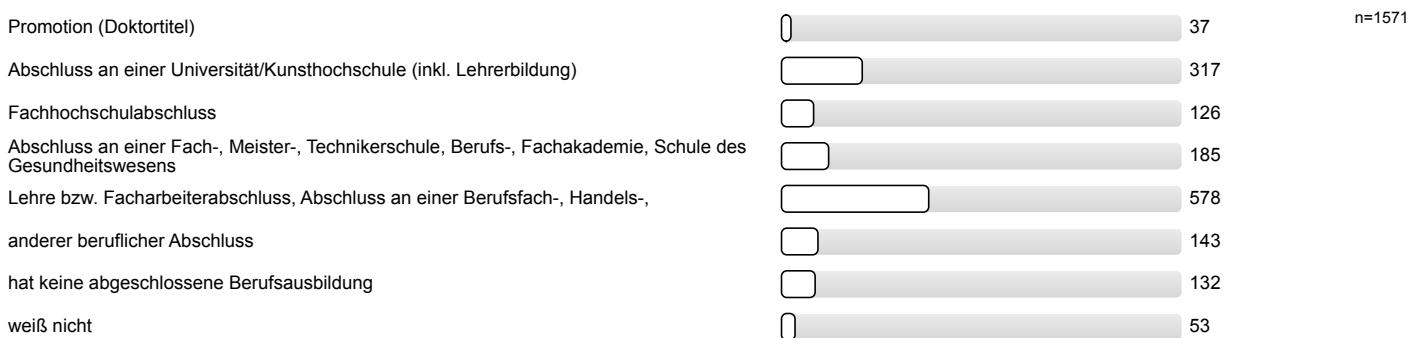 Promotion (Doktortitel) 37 n=1571
Abschluss an einer Universität/Kunsthochschule (inkl. Lehrerbildung) 317
Fachhochschulabschluss 126
Abschluss an einer Fach-, Meister-, Technikerschule, Berufs-, Fachakademie, Schule des
Gesundheitswesens 185
Lehre bzw. Facharbeiterabschluss, Abschluss an einer Berufsfach-, Handels-, 578
anderer beruflicher Abschluss 143
hat keine abgeschlossene Berufsausbildung 132
weiß nicht 53